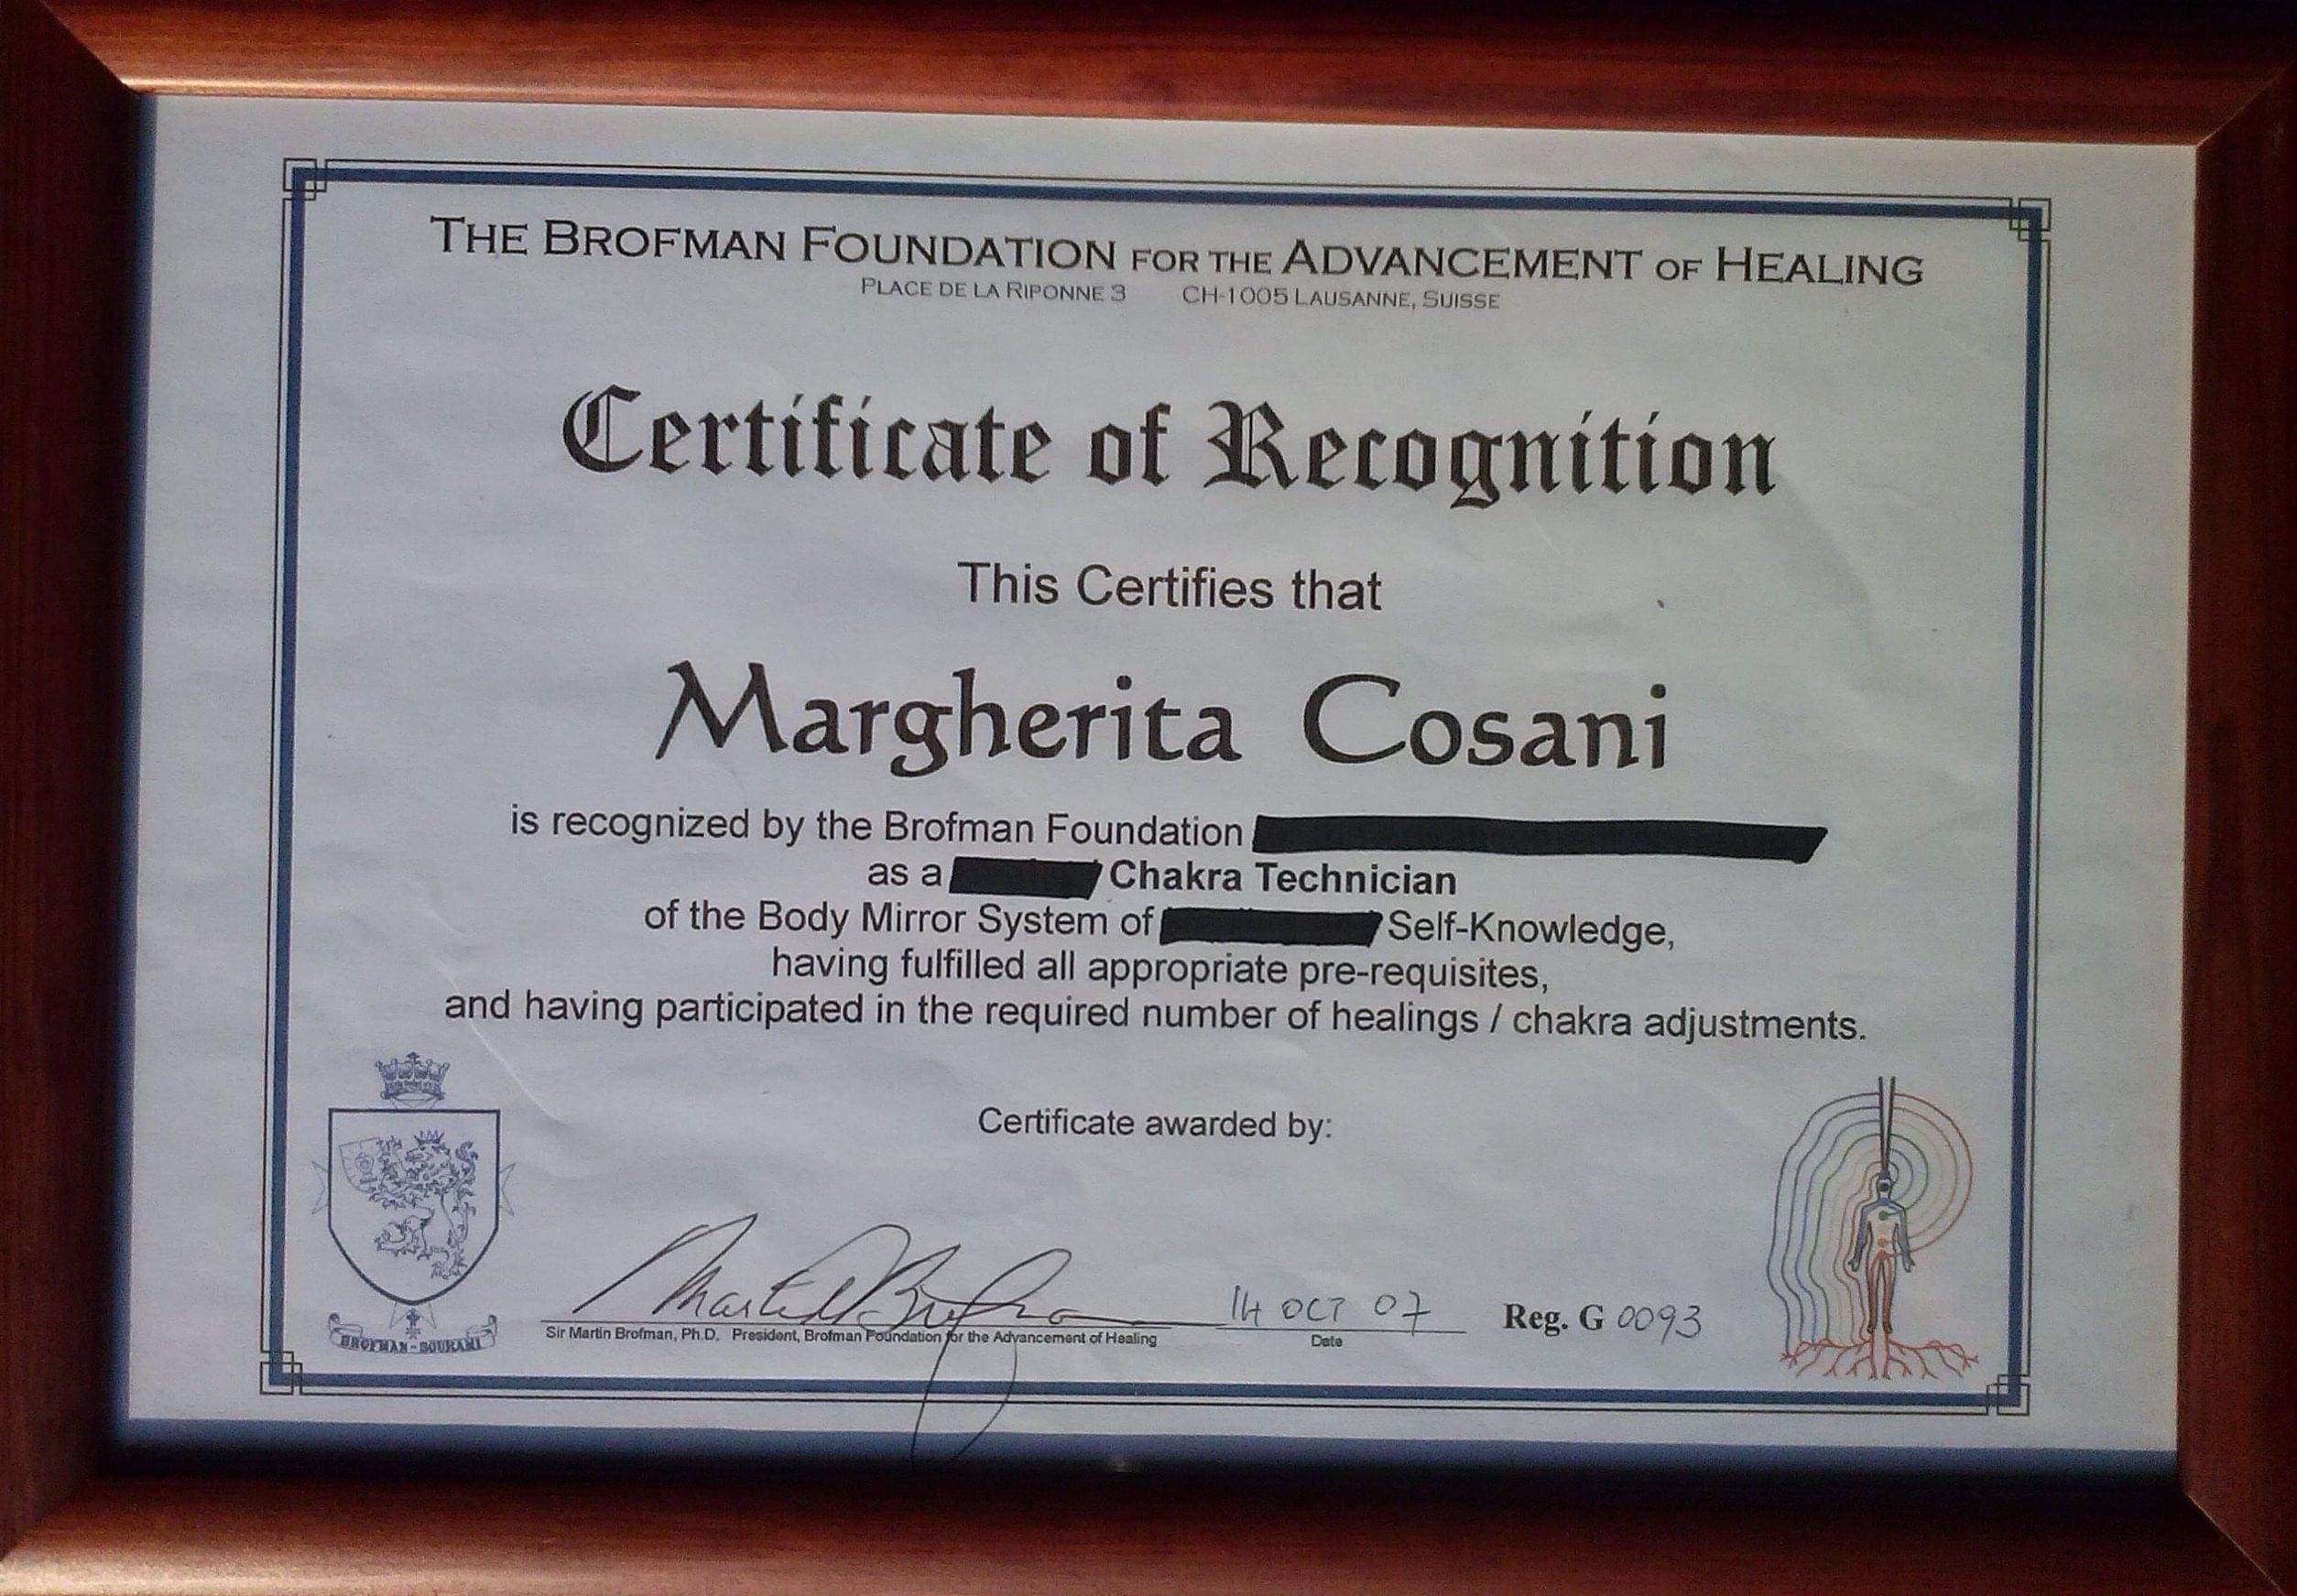 THE BROFMAN FOUNDATION FOR THE ADVANCEMENT OF HEALING
PLACE DE LA RIPONNE 3 CH-1005 LAUSANNE, SUISSE
Certificate of Recognition
This Certifies that
Margherita Cosani
is recognized by the Brofman Foundation
as a Chakra Technician
of the Body Mirror System of Self-Knowledge,
having fulfilled all appropriate pre-requisites,
and having participated in the required number of healings / chakra adjustments.
Certificate awarded by:
Martin Brofman 14 OCT 07 Reg. G 0093
Sir Martin Brofman, Ph.D. President, Brofman Foundation for the Advancement of Healing Date
BROFMAN-SOURANI